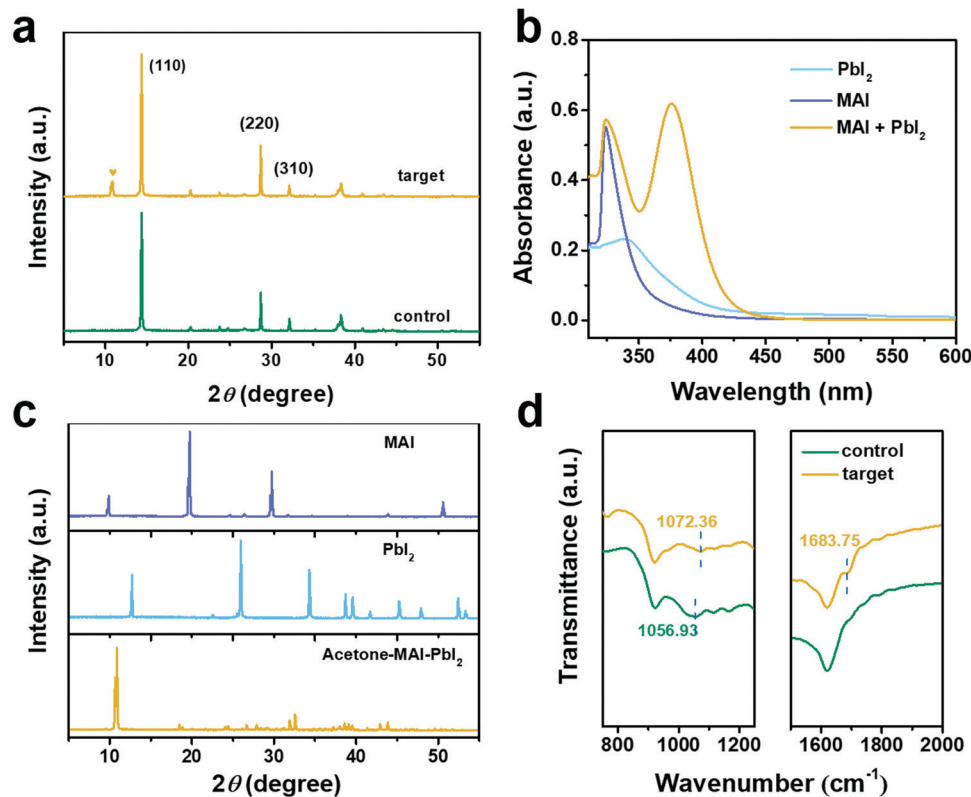 a
Intensity (a.u.)
(110)
(220)
(310)
target
control
10 20 30 40 50
2θ (degree)
b
Absorbance (a.u.)
0.8
0.6
0.4
0.2
0.0
PbI₂
MAI
MAI + PbI₂
350 400 450 500 550 600
Wavelength (nm)
c
Intensity (a.u.)
MAI
PbI₂
Acetone-MAI-PbI₂
10 20 30 40 50
2θ (degree)
d
Transmittance (a.u.)
1072.36
1056.93
control
target
1683.75
800 1000 1200 1600 1800 2000
Wavenumber (cm⁻¹)